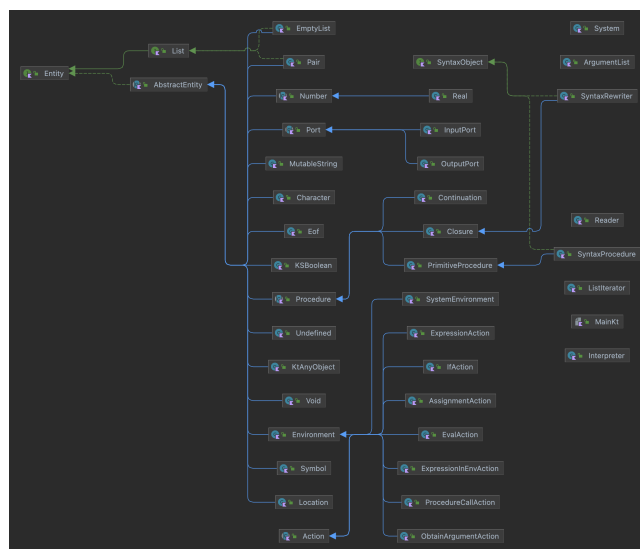 EmptyList
System
List
Pair
SyntaxObject
ArgumentList
Entity
AbstractEntity
Number
Real
SyntaxRewriter
Port
InputPort
MutableString
OutputPort
Character
Continuation
Reader
Eof
Closure
KSBoolean
PrimitiveProcedure
SyntaxProcedure
Procedure
SystemEnvironment
ListIterator
Undefined
ExpressionAction
MainKt
KtAnyObject
IfAction
Interpreter
Void
AssignmentAction
Environment
EvalAction
Symbol
ExpressionInEnvAction
Location
ProcedureCallAction
Action
ObtainArgumentAction